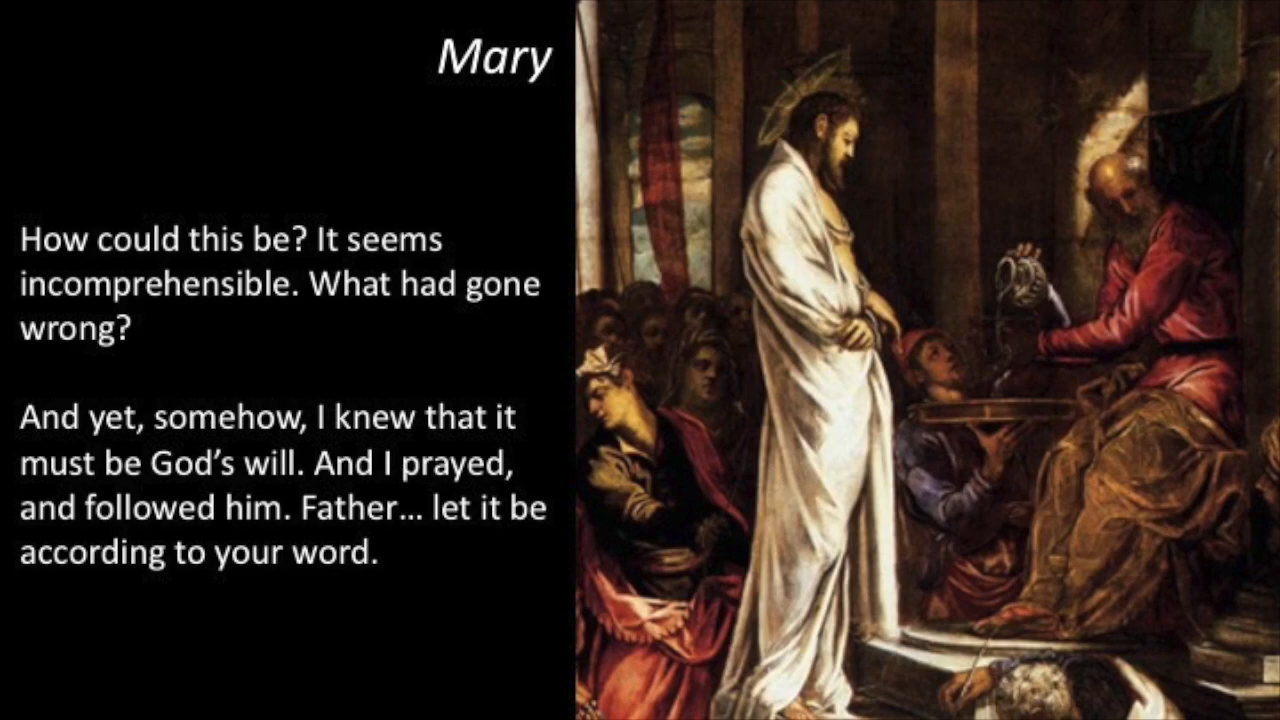 Mary
How could this be? It seems
incomprehensible. What had gone
wrong?
And yet, somehow, I knew that it
must be God’s will. And I prayed,
and followed him. Father… let it be
according to your word.